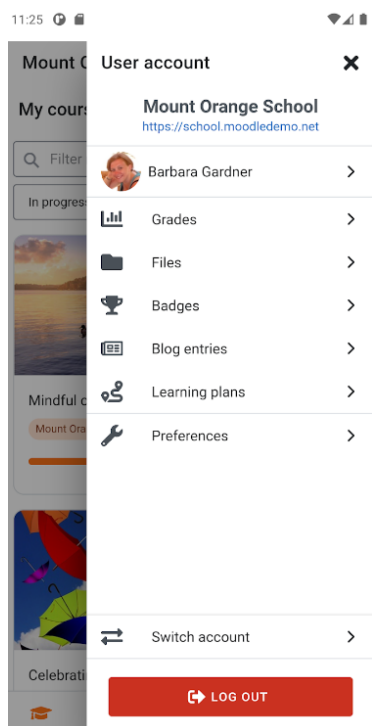 11:25
Mount O
User account
Mount Orange School
https://school.moodledemo.net
My cours
Filter
In progress
Barbara Gardner
Grades
Files
Badges
Blog entries
Mindful c
Learning plans
Mount Ora
Preferences
Switch account
Celebrati
LOG OUT